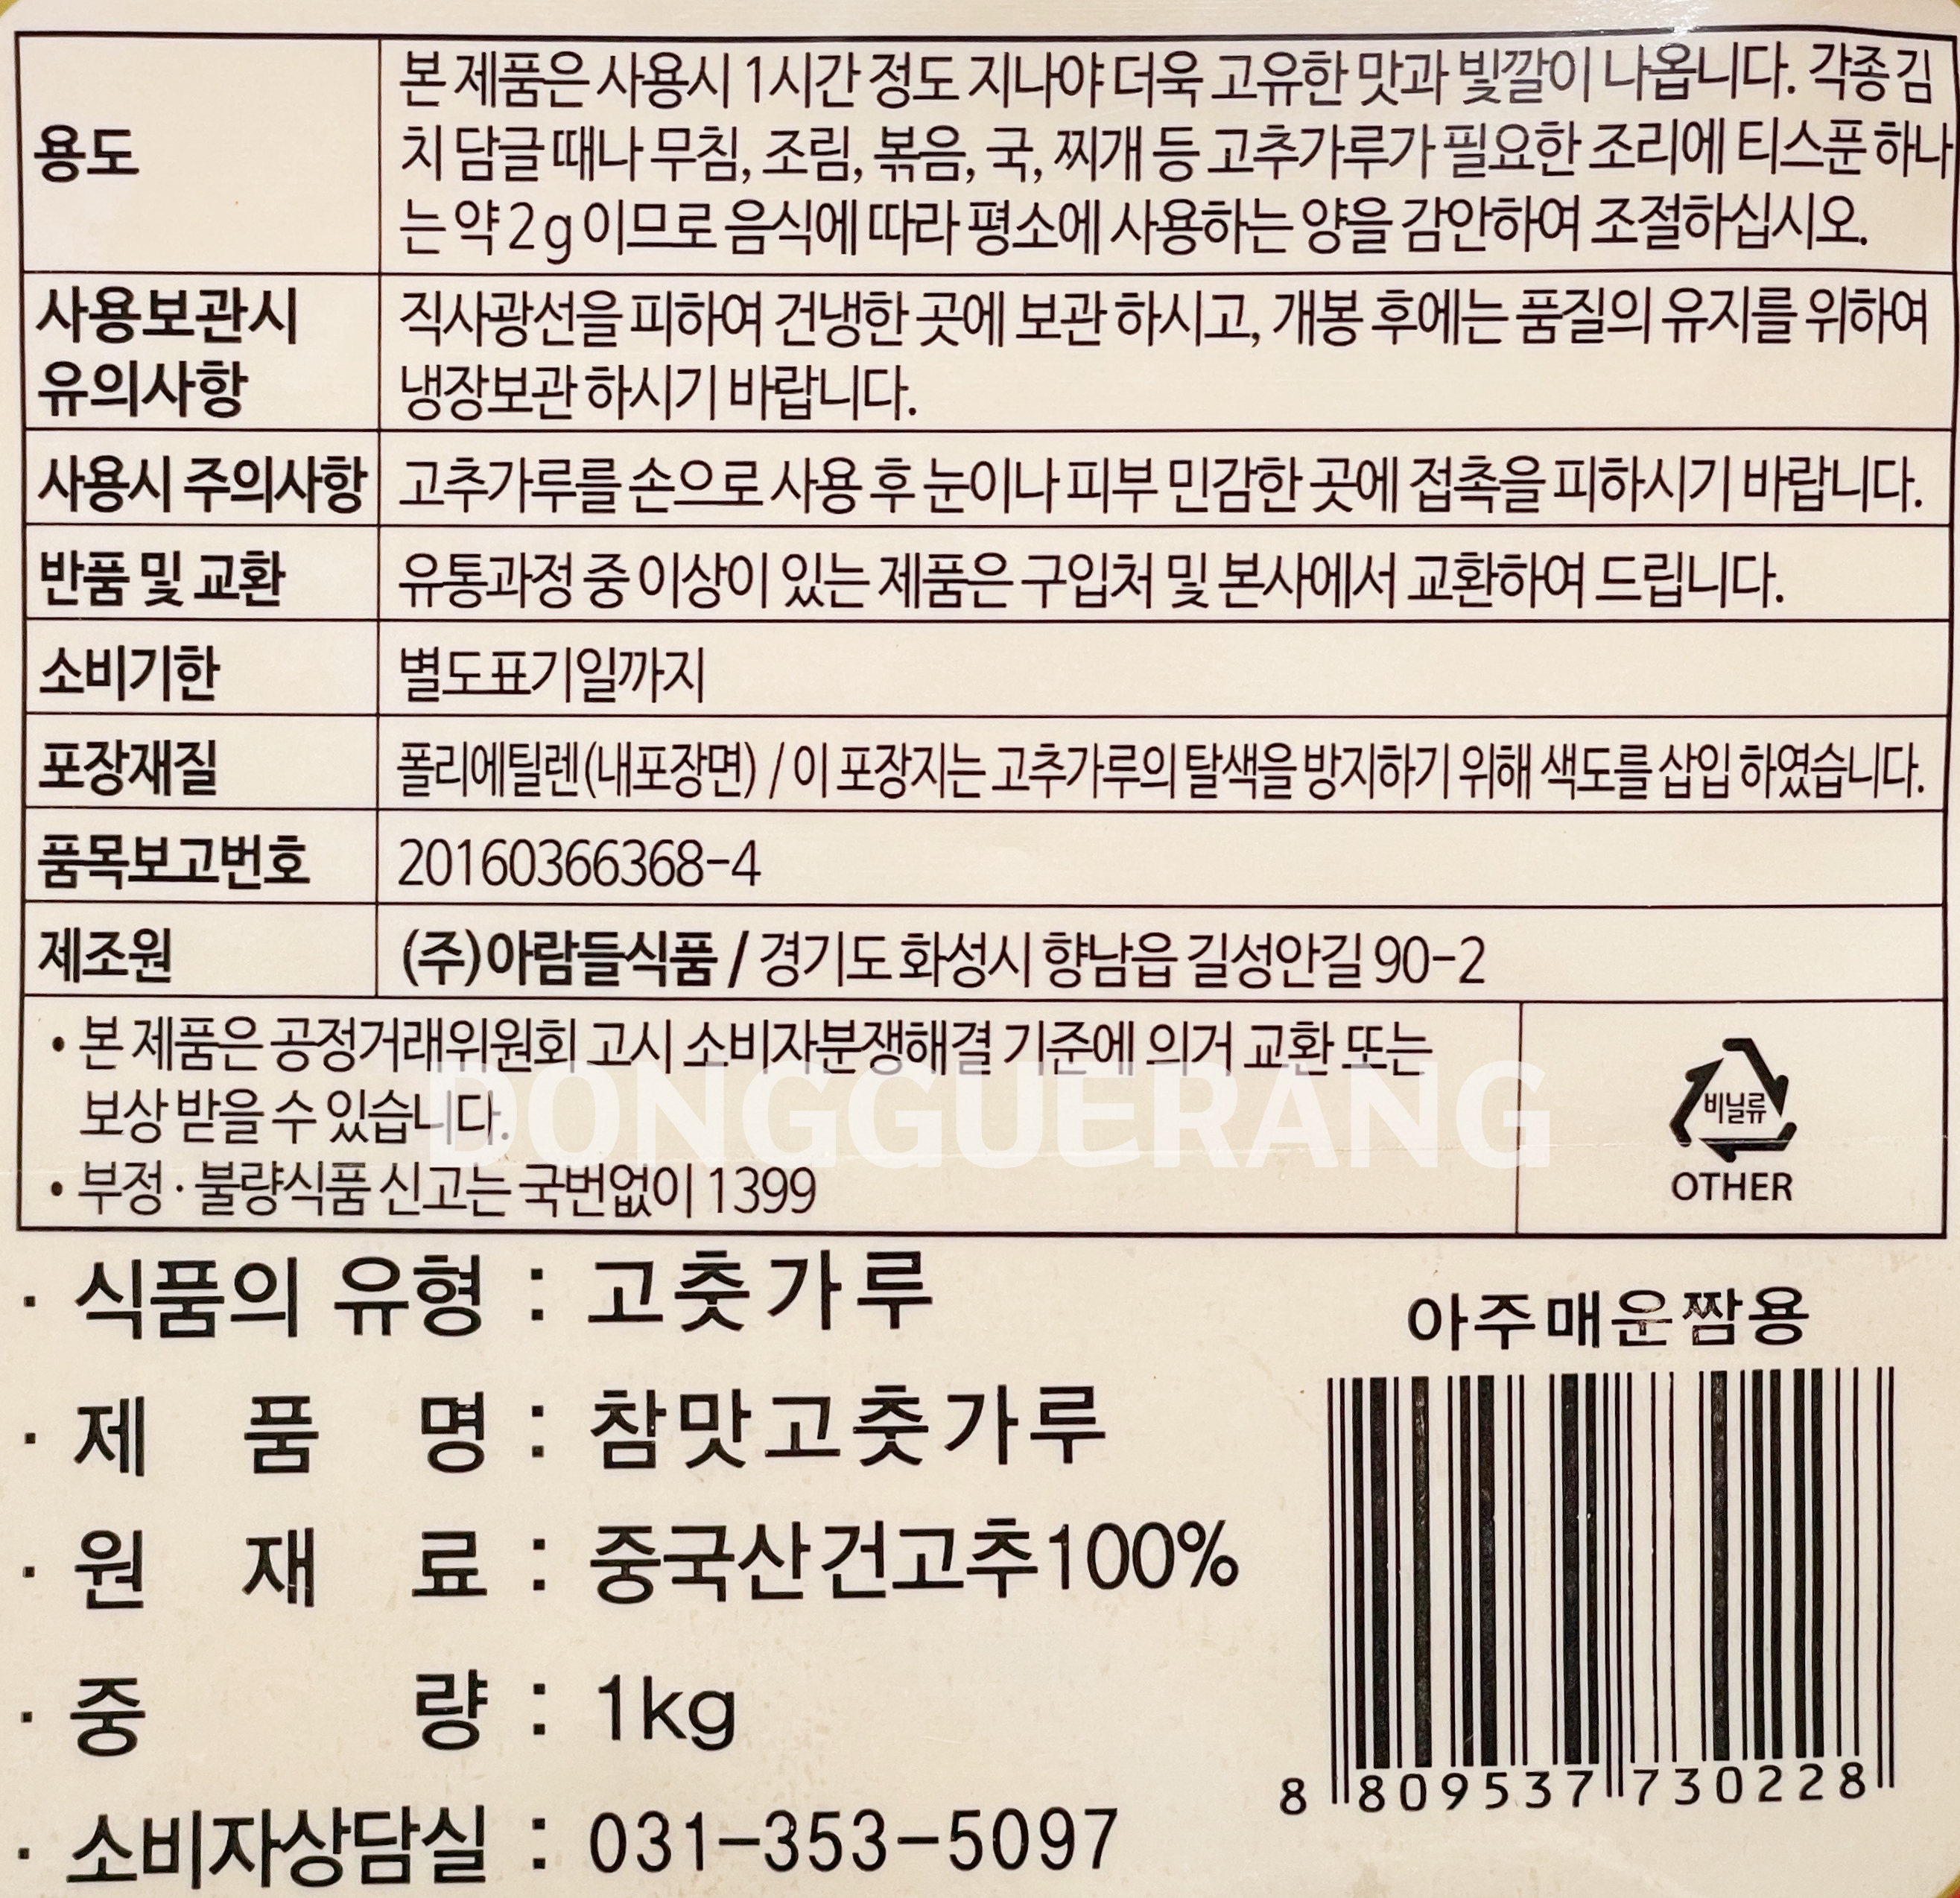 용도
본 제품은 사용시 1시간 정도 지나야 더욱 고유한 맛과 빛깔이 나옵니다. 각종 김
치 담글 때나 무침, 조림, 볶음, 국, 찌개 등 고추가루가 필요한 조리에 티스푼 하나
는 약 2g이므로 음식에 따라 평소에 사용하는 양을 감안하여 조절하십시오.
사용보관시
유의사항
직사광선을 피하여 건냉한 곳에 보관 하시고, 개봉 후에는 품질의 유지를 위하여
냉장보관 하시기 바랍니다.
사용시 주의사항
고추가루를 손으로 사용 후 눈이나 피부 민감한 곳에 접촉을 피하시기 바랍니다.
반품 및 교환
유통과정 중 이상이 있는 제품은 구입처 및 본사에서 교환하여 드립니다.
소비기한
별도표기일까지
포장재질
폴리에틸렌(내포장면) / 이 포장지는 고추가루의 탈색을 방지하기 위해 색도를 삽입 하였습니다.
품목보고번호
20160366368-4
제조원
(주)아람들식품 / 경기도 화성시 향남읍 길성안길 90-2
• 본 제품은 공정거래위원회 고시 소비자분쟁해결 기준에 의거 교환 또는
보상 받을 수 있습니다.
• 부정·불량식품 신고는 국번없이 1399
DONGGUERANG
비닐류
OTHER
· 식품의 유형 : 고춧가루
· 제 품 명 : 참맛고춧가루
· 원 재 료 : 중국산건고추100%
· 중 량 : 1kg
· 소비자상담실 : 031-353-5097
아주매운짬용
8 809537 730228